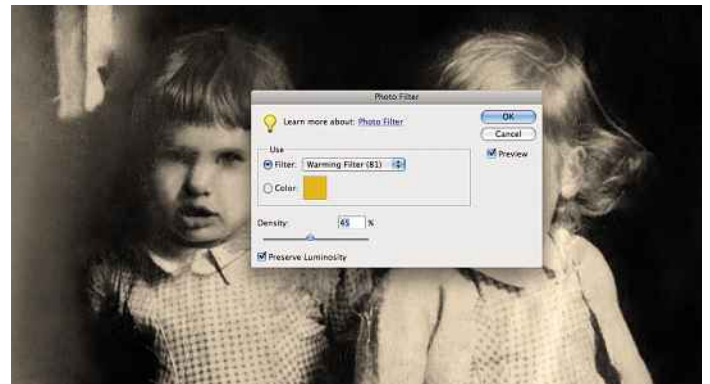 Photo Filter
Learn more about: Photo Filter
OK
Cancel
Preview
Use
Filter: Warming Filter (81)
Color:
Density: 45 %
Preserve Luminosity